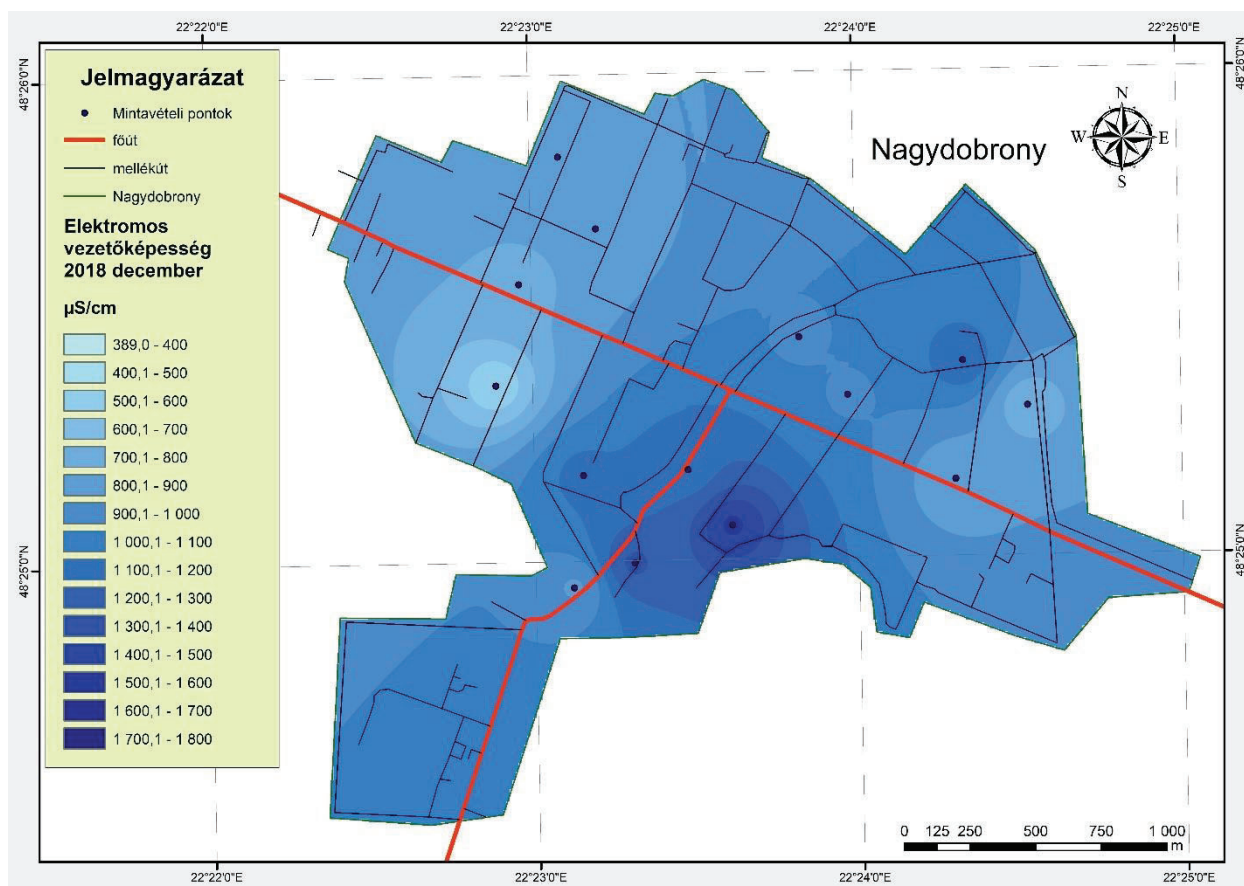 22°22'0"E
22°23'0"E
22°24'0"E
22°25'0"E
48°26'0"N
48°26'0"N
Jelmagyarázat
Mintavételi pontok
főút
mellékút
Nagydobrony
Elektromos
vezetőképesség
2018 december
µS/cm
389,0 - 400
400,1 - 500
500,1 - 600
600,1 - 700
700,1 - 800
800,1 - 900
900,1 - 1 000
1 000,1 - 1 100
1 100,1 - 1 200
1 200,1 - 1 300
1 300,1 - 1 400
1 400,1 - 1 500
1 500,1 - 1 600
1 600,1 - 1 700
1 700,1 - 1 800
Nagydobrony
N
W
E
S
48°25'0"N
48°25'0"N
0 125 250 500 750 1 000
m
22°22'0"E
22°23'0"E
22°24'0"E
22°25'0"E